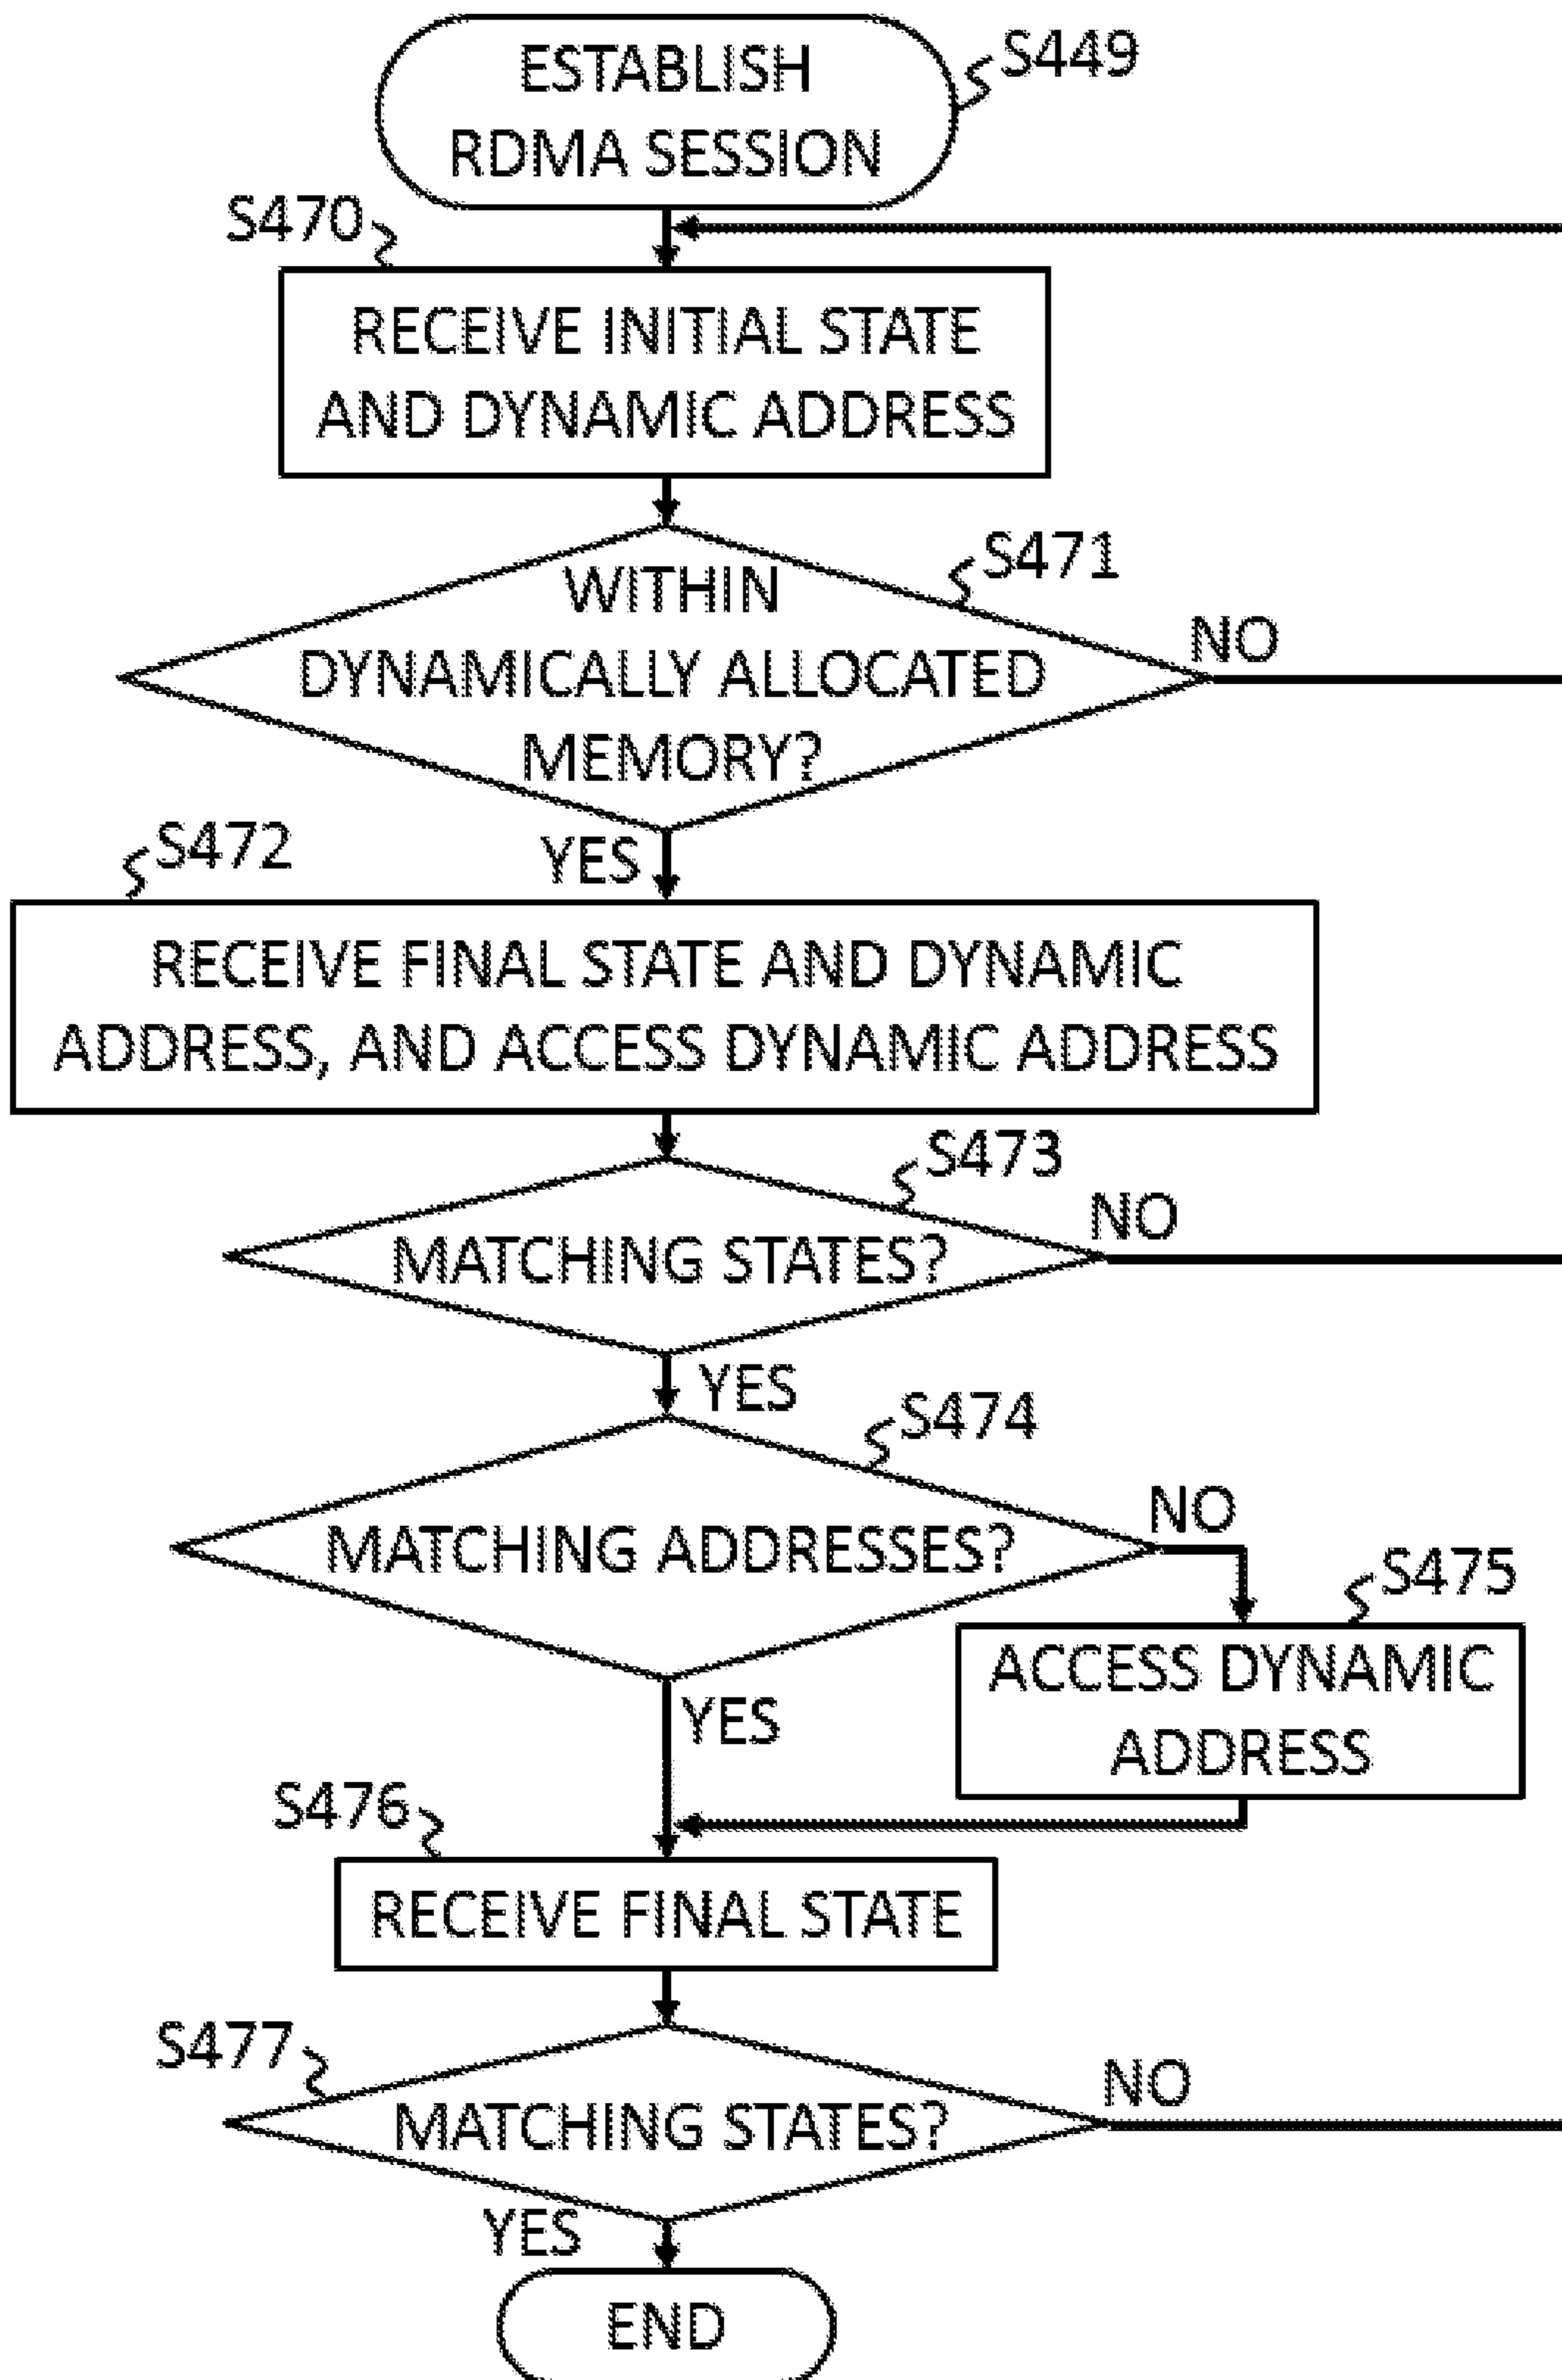 ESTABLISH
RDMA SESSION
S449
S470
RECEIVE INITIAL STATE
AND DYNAMIC ADDRESS
S471
WITHIN
DYNAMICALLY ALLOCATED
MEMORY?
NO
YES
S472
RECEIVE FINAL STATE AND DYNAMIC
ADDRESS, AND ACCESS DYNAMIC ADDRESS
S473
MATCHING STATES?
NO
YES
S474
MATCHING ADDRESSES?
NO
S475
ACCESS DYNAMIC
ADDRESS
YES
S476
RECEIVE FINAL STATE
S477
MATCHING STATES?
NO
YES
END